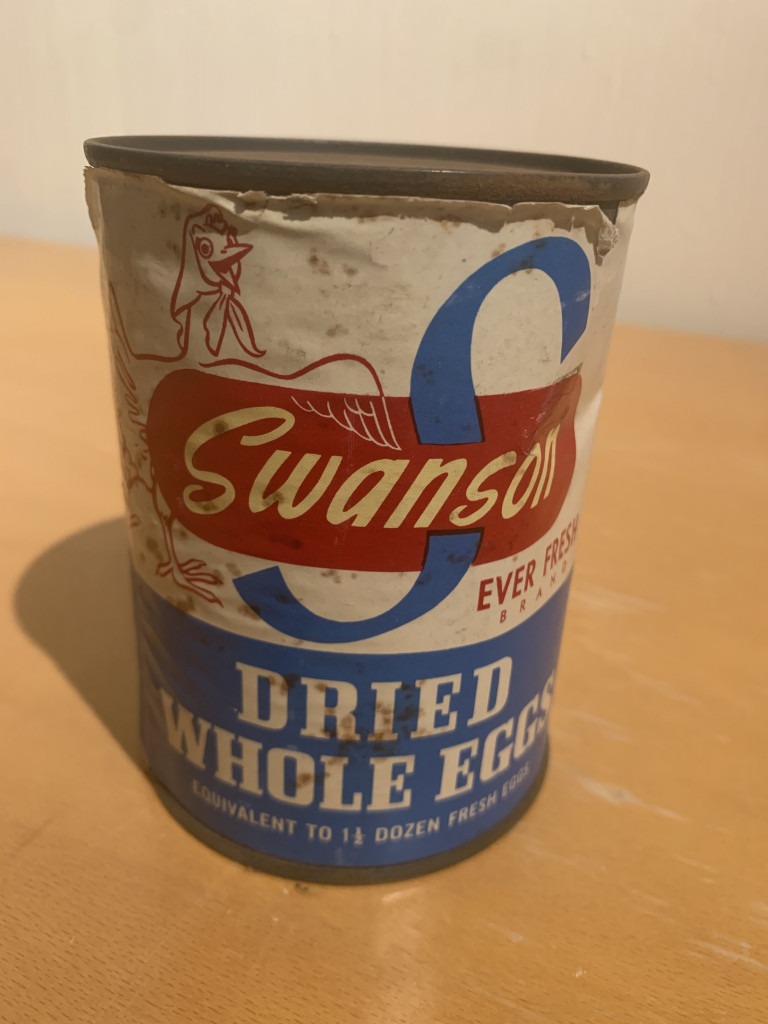 Swanson
EVER FRESH
BRAND
DRIED
WHOLE EGGS
EQUIVALENT TO 1½ DOZEN FRESH EGGS